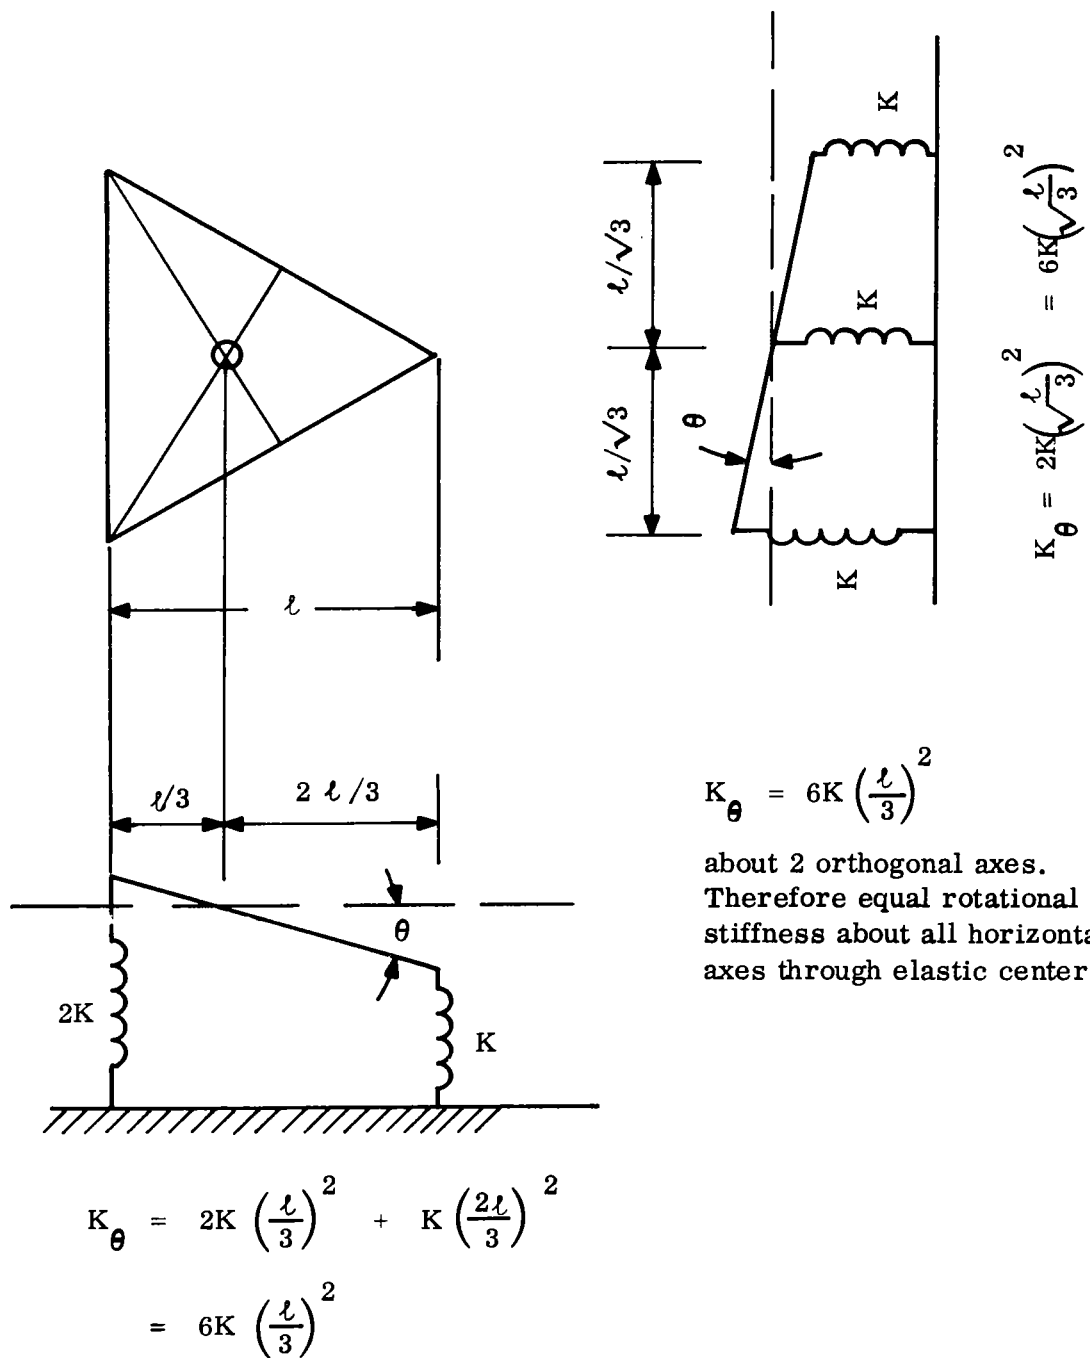 K
ℓ/√3
K
ℓ/√3
θ
K
K_θ = 2K(ℓ/√3)² = 6K(ℓ/√3)²
ℓ
ℓ/3
2 ℓ/3
θ
2K
K
K_θ = 6K (ℓ/3)²
about 2 orthogonal axes.
Therefore equal rotational
stiffness about all horizonta
axes through elastic center
K_θ = 2K (ℓ/3)² + K (2ℓ/3)²
= 6K (ℓ/3)²